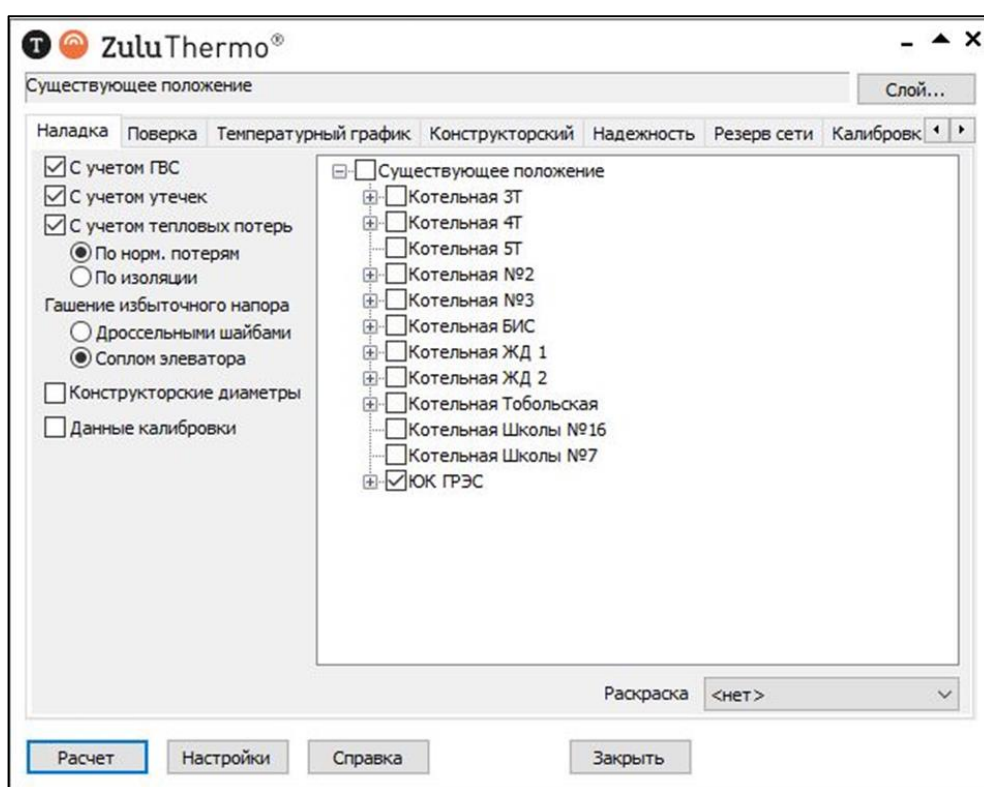 ZuluThermo®
Существующее положение
Слой...
Наладка Поверка Температурный график Конструкторский Надежность Резерв сети Калибровк
С учетом ГВС
С учетом утечек
С учетом тепловых потерь
По норм. потерям
По изоляции
Гашение избыточного напора
Дроссельными шайбами
Соплом элеватора
Конструкторские диаметры
Данные калибровки
Существующее положение
Котельная 3Т
Котельная 4Т
Котельная 5Т
Котельная №2
Котельная №3
Котельная БИС
Котельная ЖД 1
Котельная ЖД 2
Котельная Тобольская
Котельная Школы №16
Котельная Школы №7
ЮК ГРЭС
Раскраска <нет>
Расчет Настройки Справка Закрыть